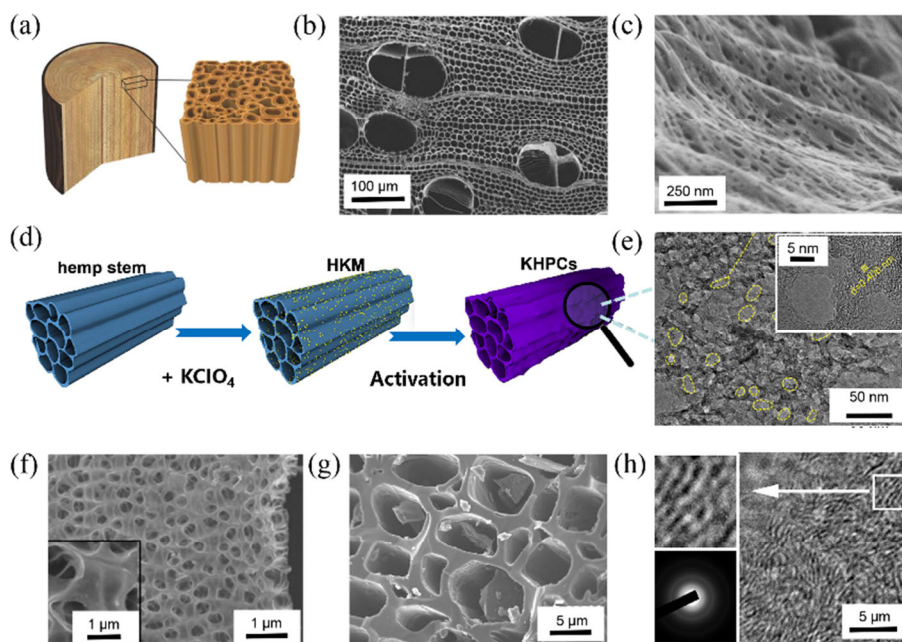 (a)
(b)
100 μm
(c)
250 nm
(d)
hemp stem
+ KClO₄
HKM
Activation
KHPCs
(e)
5 nm
50 nm
(f)
1 μm
1 μm
(g)
5 μm
(h)
5 μm